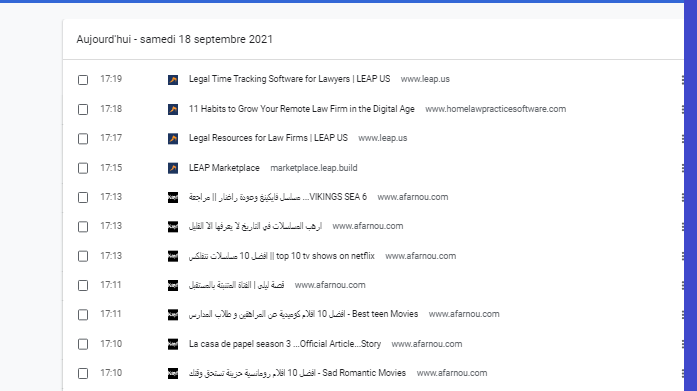 Aujourd'hui - samedi 18 septembre 2021
17:19 Legal Time Tracking Software for Lawyers | LEAP US www.leap.us
17:18 11 Habits to Grow Your Remote Law Firm in the Digital Age www.homelawpracticesoftware.com
17:17 Legal Resources for Law Firms | LEAP US www.leap.us
17:15 LEAP Marketplace marketplace.leap.build
17:13 مسلسل فايكينغ وعودة راغنار || مراجعة ...VIKINGS SEA 6 www.afarnou.com
17:13 ارهب المسلسلات في التاريخ لا يعرفها الا القليل www.afarnou.com
17:13 افضل 10 مسلسلات نتفلكس || top 10 tv shows on netflix www.afarnou.com
17:11 قصة ليلى | الفتاة المتنبئة بالمستقبل www.afarnou.com
17:11 افضل 10 افلام كوميدية عن المراهقين و طلاب المدارس - Best teen Movies www.afarnou.com
17:10 La casa de papel season 3 ...Official Article...Story www.afarnou.com
17:10 افضل 10 افلام رومانسية حزينة تستحق وقتك - Sad Romantic Movies www.afarnou.com